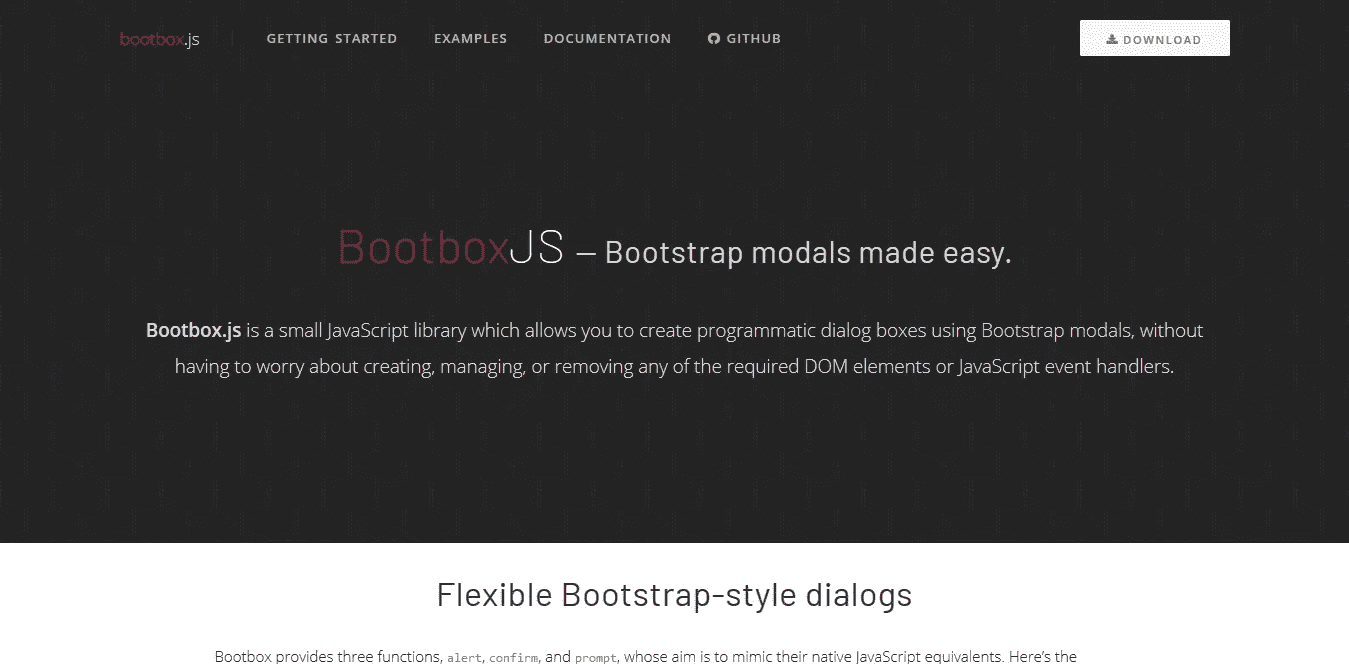 bootbox.js GETTING STARTED EXAMPLES DOCUMENTATION GITHUB DOWNLOAD
BootboxJS – Bootstrap modals made easy.
Bootbox.js is a small JavaScript library which allows you to create programmatic dialog boxes using Bootstrap modals, without
having to worry about creating, managing, or removing any of the required DOM elements or JavaScript event handlers.
Flexible Bootstrap-style dialogs
Bootbox provides three functions, alert, confirm, and prompt, whose aim is to mimic their native JavaScript equivalents. Here’s the